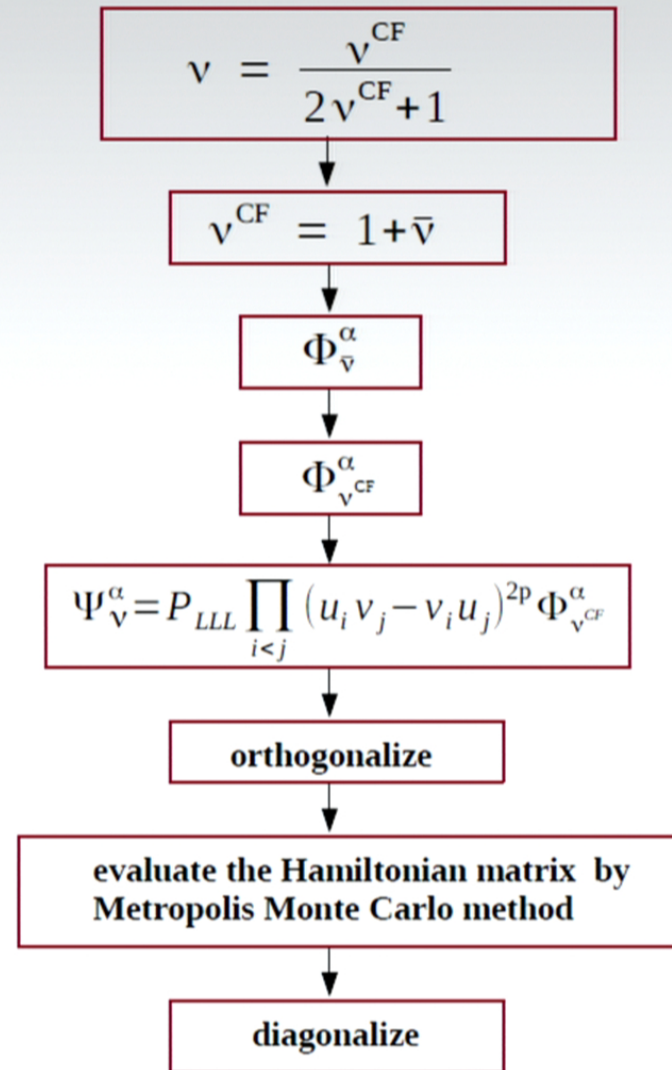 ν = ν^CF / (2ν^CF+1)
ν^CF = 1+ν̄
Φ^α_ν̄
Φ^α_ν^CF
Ψ^α_ν=P_LLL ∏_i<j (u_i v_j − v_i u_j)^2p Φ^α_ν^CF
orthogonalize
evaluate the Hamiltonian matrix by
Metropolis Monte Carlo method
diagonalize